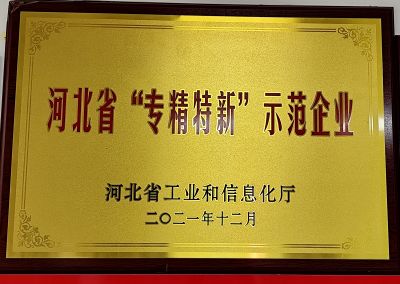 河北省“专精特新”示范企业
河北省工业和信息化厅
二〇二一年十二月